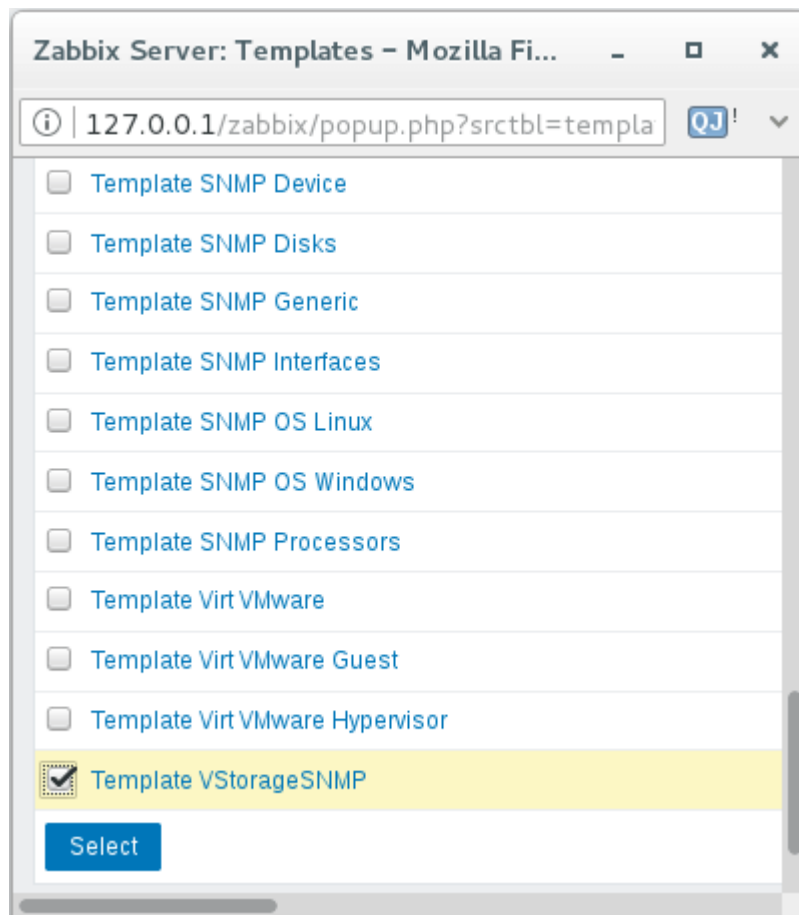 Zabbix Server: Templates – Mozilla Fi...
127.0.0.1/zabbix/popup.php?srctbl=templa
QJ !
Template SNMP Device
Template SNMP Disks
Template SNMP Generic
Template SNMP Interfaces
Template SNMP OS Linux
Template SNMP OS Windows
Template SNMP Processors
Template Virt VMware
Template Virt VMware Guest
Template Virt VMware Hypervisor
Template VStorageSNMP
Select